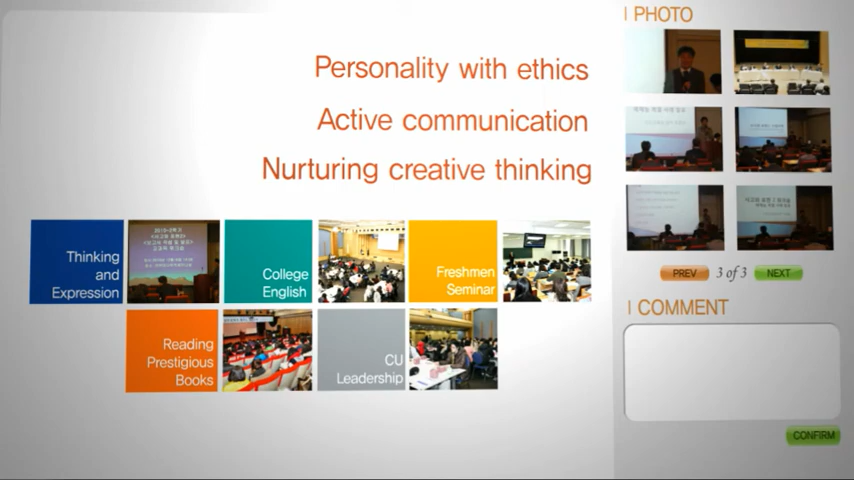 Personality with ethics
Active communication
Nurturing creative thinking
Thinking
and
Expression
College
English
Freshmen
Seminar
Reading
Prestigious
Books
CU
Leadership
I PHOTO
PREV
3 of 3
NEXT
I COMMENT
CONFIRM